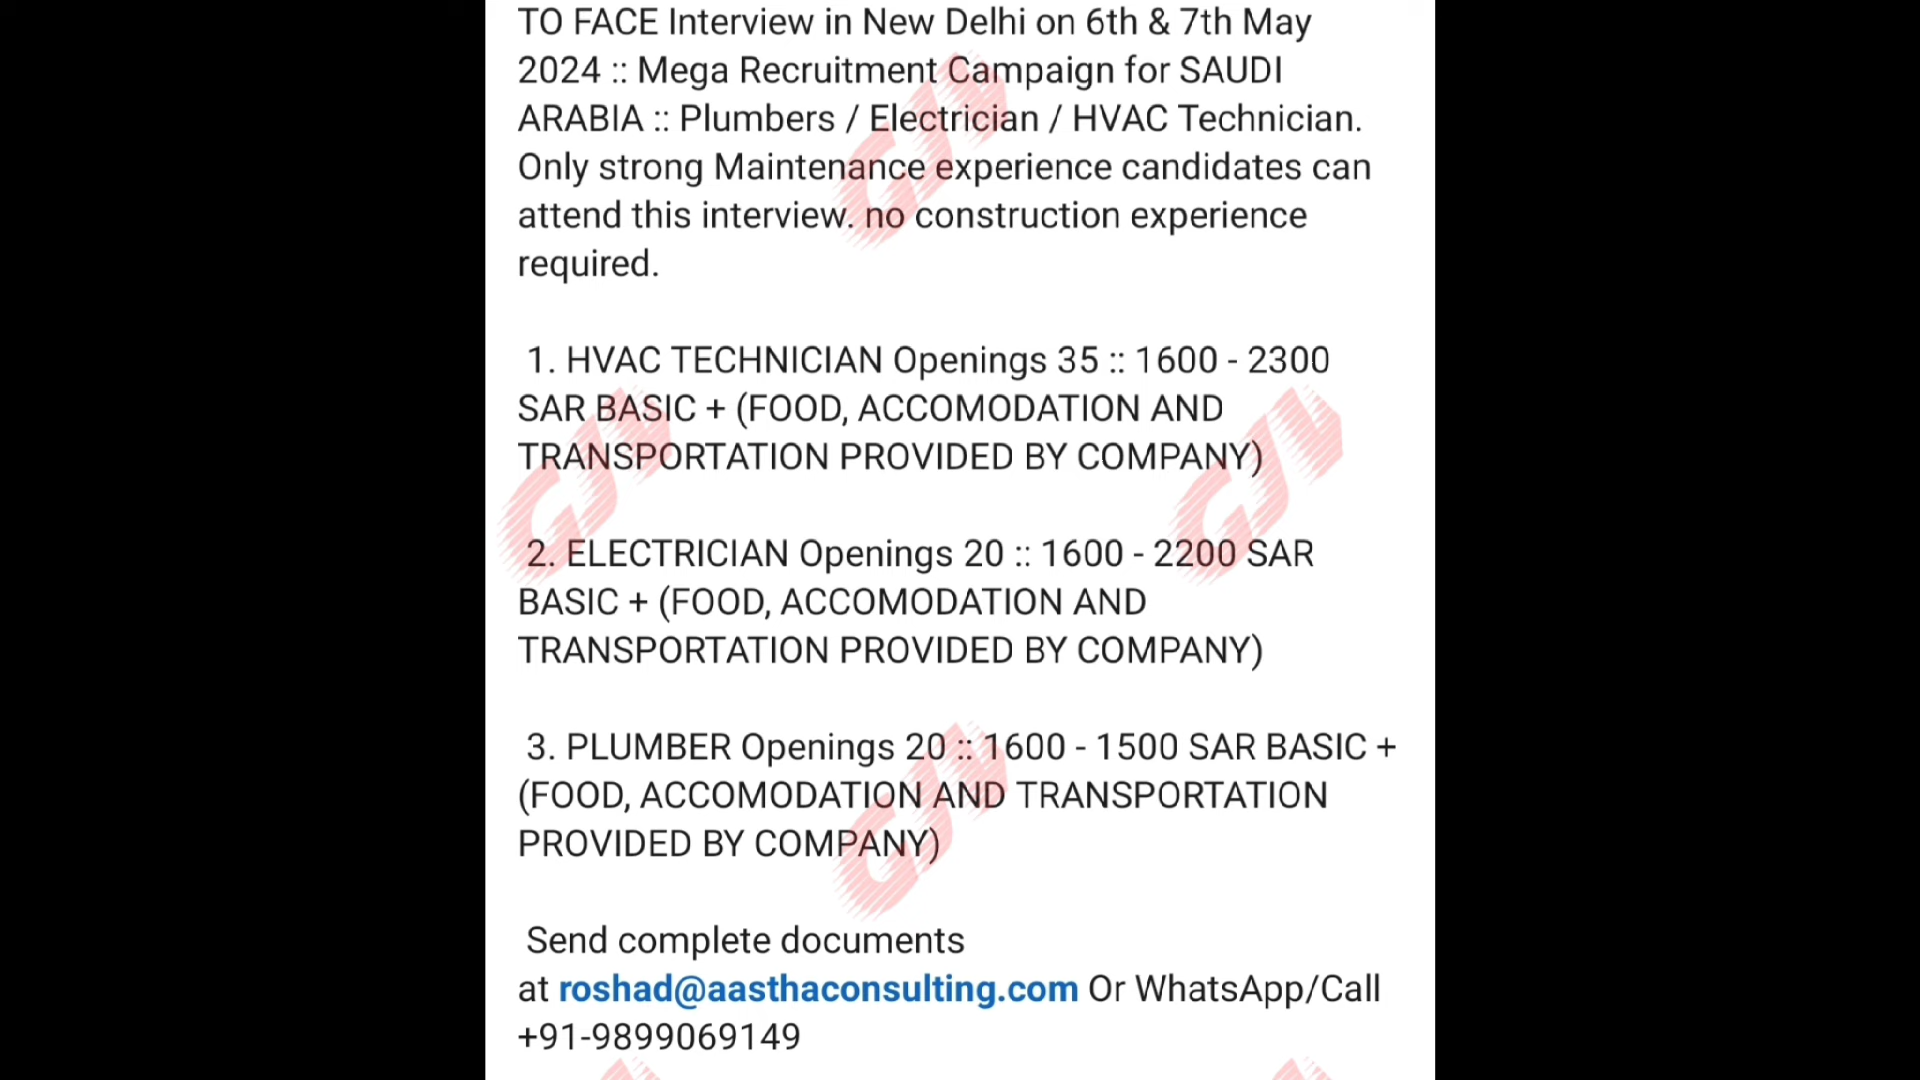 TO FACE Interview in New Delhi on 6th & 7th May
2024 :: Mega Recruitment Campaign for SAUDI
ARABIA :: Plumbers / Electrician / HVAC Technician.
Only strong Maintenance experience candidates can
attend this interview. no construction experience
required.
1. HVAC TECHNICIAN Openings 35 :: 1600 - 2300
SAR BASIC + (FOOD, ACCOMODATION AND
TRANSPORTATION PROVIDED BY COMPANY)
2. ELECTRICIAN Openings 20 :: 1600 - 2200 SAR
BASIC + (FOOD, ACCOMODATION AND
TRANSPORTATION PROVIDED BY COMPANY)
3. PLUMBER Openings 20 :: 1600 - 1500 SAR BASIC +
(FOOD, ACCOMODATION AND TRANSPORTATION
PROVIDED BY COMPANY)
Send complete documents
at roshad@aasthaconsulting.com Or WhatsApp/Call
+91-9899069149